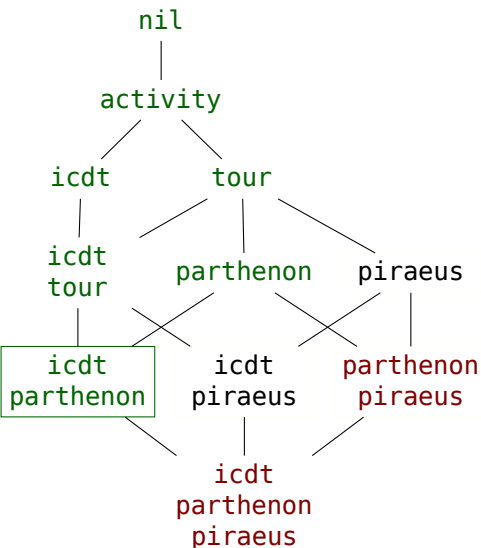 nil
activity
icdt
tour
icdt
tour
parthenon
piraeus
icdt
parthenon
icdt
piraeus
parthenon
piraeus
icdt
parthenon
piraeus